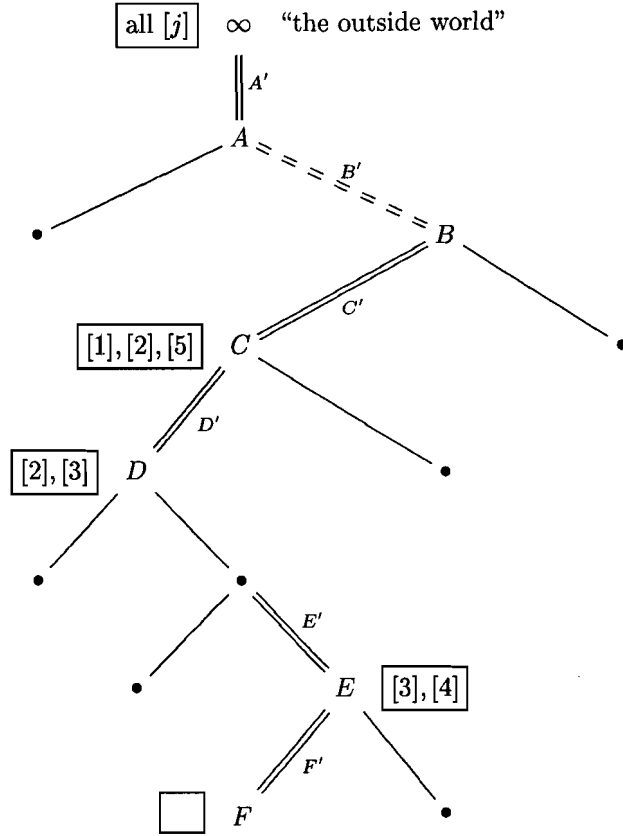 all [j] ∞ “the outside world”
A′
A
B′
B
C′
[1], [2], [5] C
D′
[2], [3] D
E′
E [3], [4]
F′
F